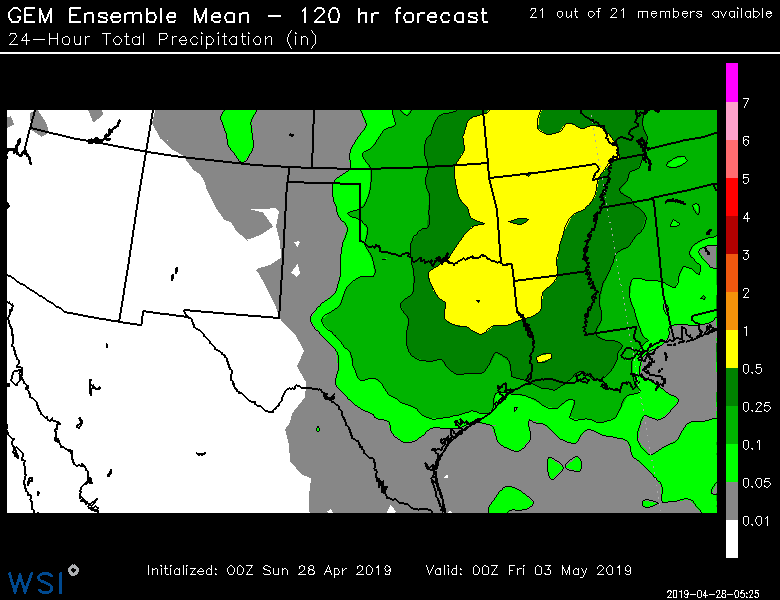 GEM Ensemble Mean – 120 hr forecast
21 out of 21 members available
24–Hour Total Precipitation (in)
7
6
5
4
3
2
1
0.5
0.25
0.1
0.05
0.01
Initialized: 00Z Sun 28 Apr 2019
Valid: 00Z Fri 03 May 2019
WSI
2019-04-28-05:25